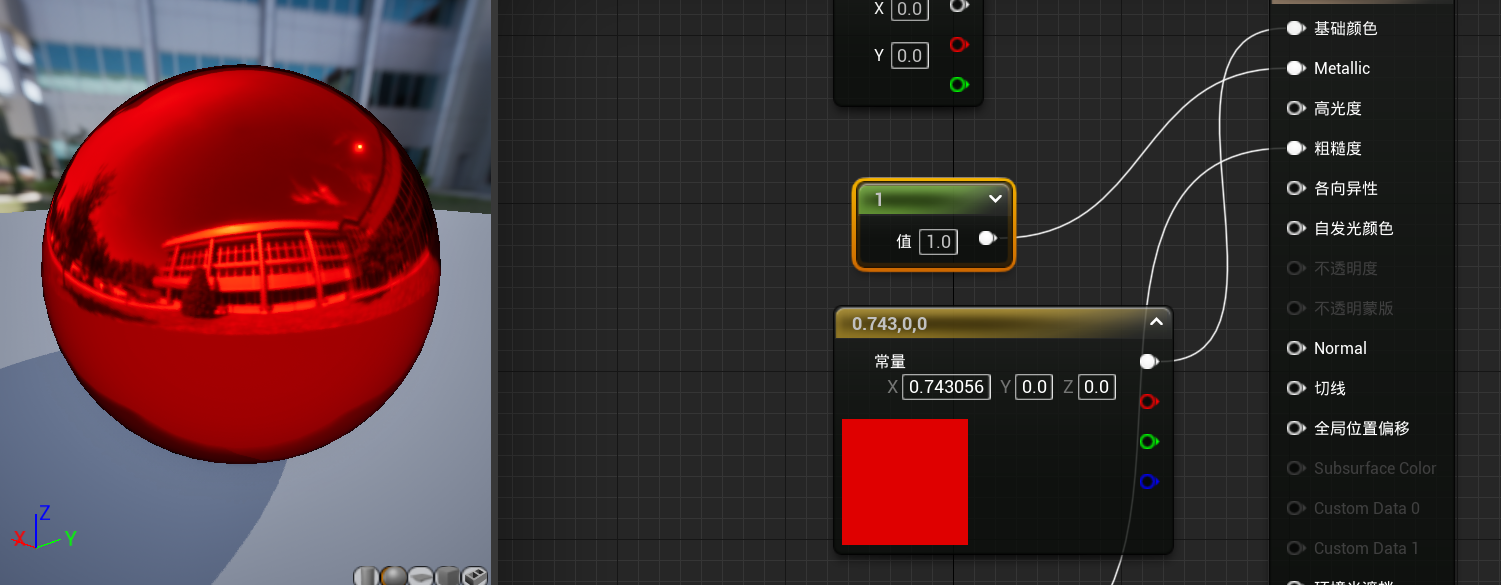 X 0.0
Y 0.0
1
值 1.0
0.743,0,0
常量
X 0.743056 Y 0.0 Z 0.0
基础颜色
Metallic
高光度
粗糙度
各向异性
自发光颜色
不透明度
不透明蒙版
Normal
切线
全局位置偏移
Subsurface Color
Custom Data 0
Custom Data 1
Z
X
Y